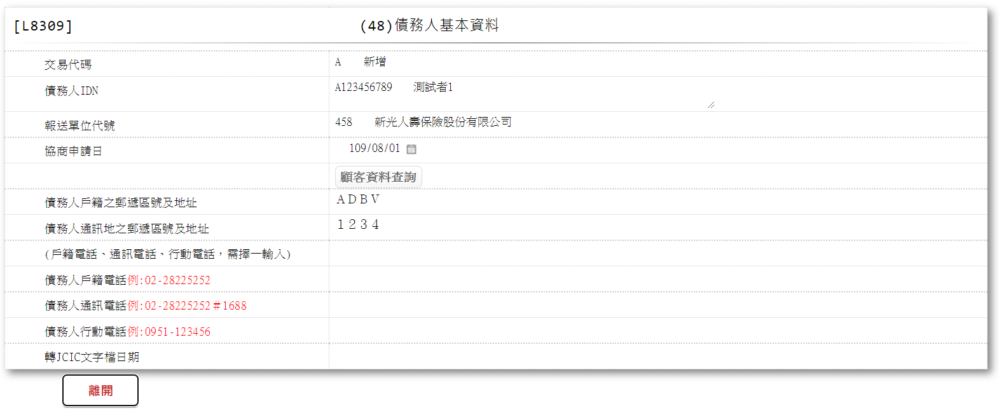 [L8309] (48)債務人基本資料
交易代碼 A 新增
債務人IDN A123456789 測試者1
報送單位代號 458 新光人壽保險股份有限公司
協商申請日 109/08/01
顧客資料查詢
債務人戶籍之郵遞區號及地址 ＡＤＢＶ
債務人通訊地之郵遞區號及地址 １２３４
(戶籍電話、通訊電話、行動電話，需擇一輸入)
債務人戶籍電話例:02-28225252
債務人通訊電話例:02-28225252＃1688
債務人行動電話例:0951-123456
轉JCIC文字檔日期
離開